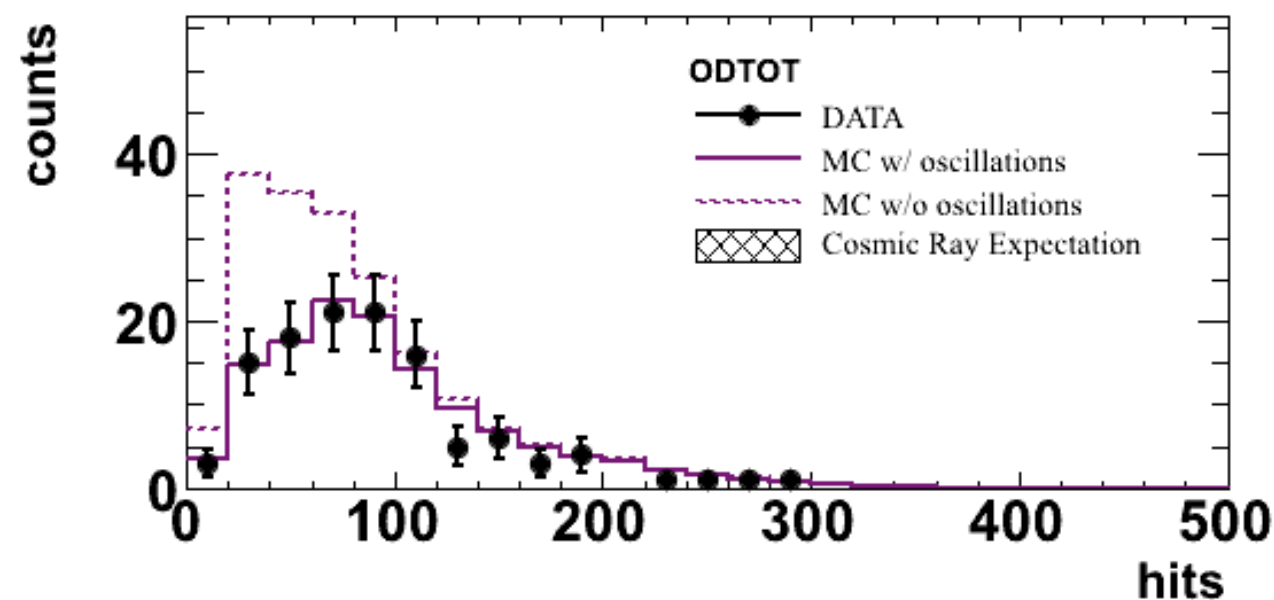 counts
ODTOT
DATA
MC w/ oscillations
MC w/o oscillations
Cosmic Ray Expectation
40
20
0
0 100 200 300 400 500
hits